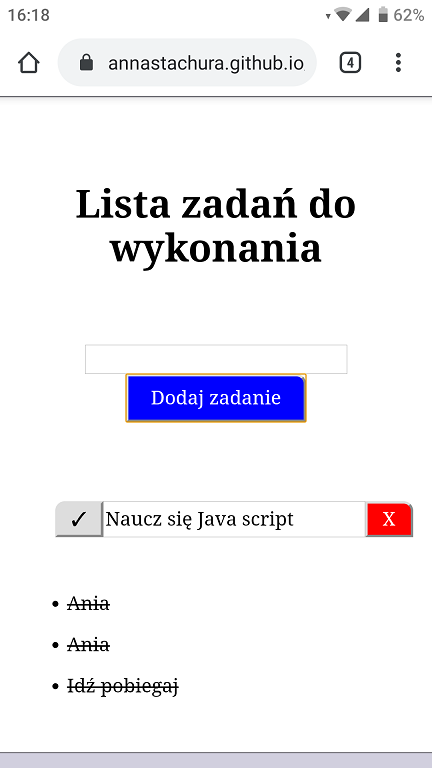 16:18
62%
annastachura.github.io
4
Lista zadań do
wykonania
Dodaj zadanie
✓ Naucz się Java script X
Ania
Ania
Idź pobiegaj